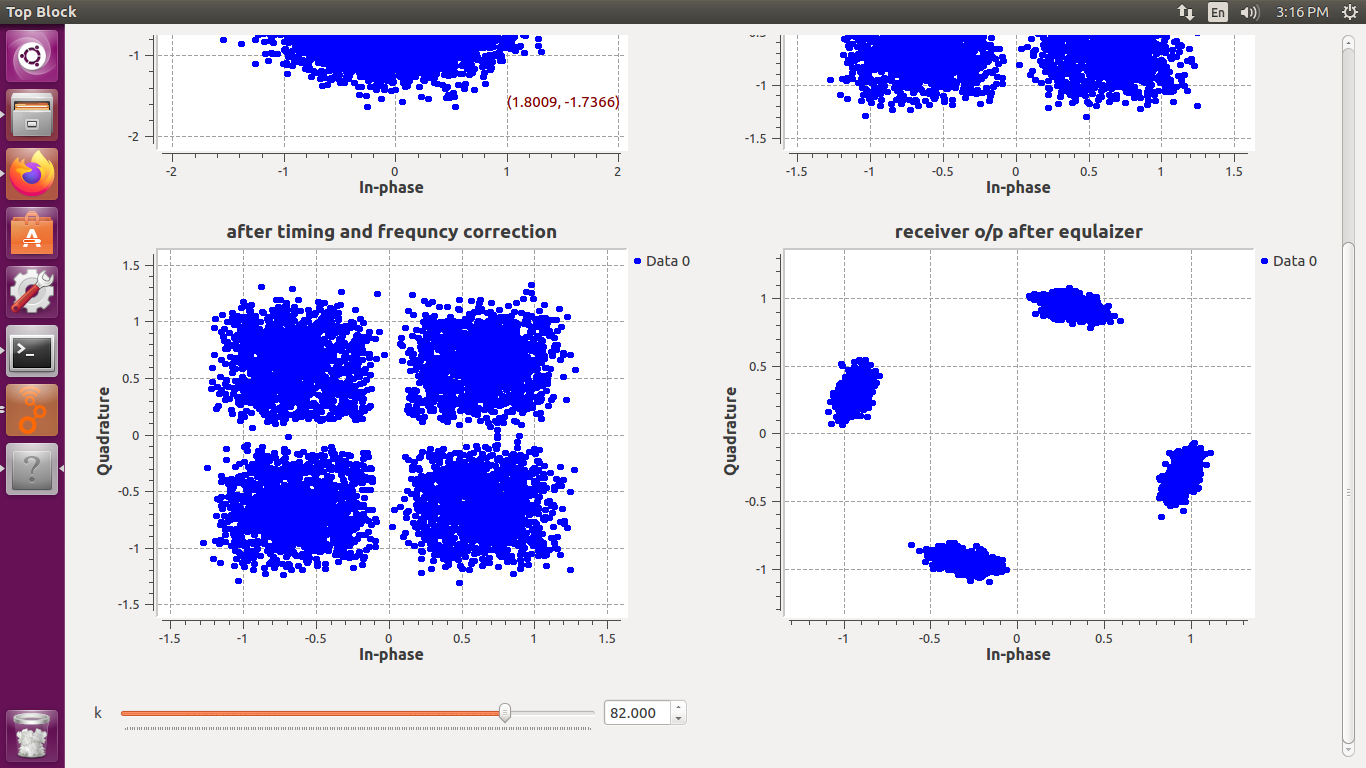 Top Block
En
3:16 PM
-1
-2
(1.8009, -1.7366)
-2 -1 0 1 2
In-phase
0.5
-1
-1.5
-1.5 -1 -0.5 0 0.5 1 1.5
In-phase
after timing and frequncy correction
Data 0
1.5
1
0.5
0
-0.5
-1
-1.5
Quadrature
-1.5 -1 -0.5 0 0.5 1 1.5
In-phase
receiver o/p after equlaizer
Data 0
1
0.5
0
-0.5
-1
Quadrature
-1 -0.5 0 0.5 1
In-phase
k
82.000